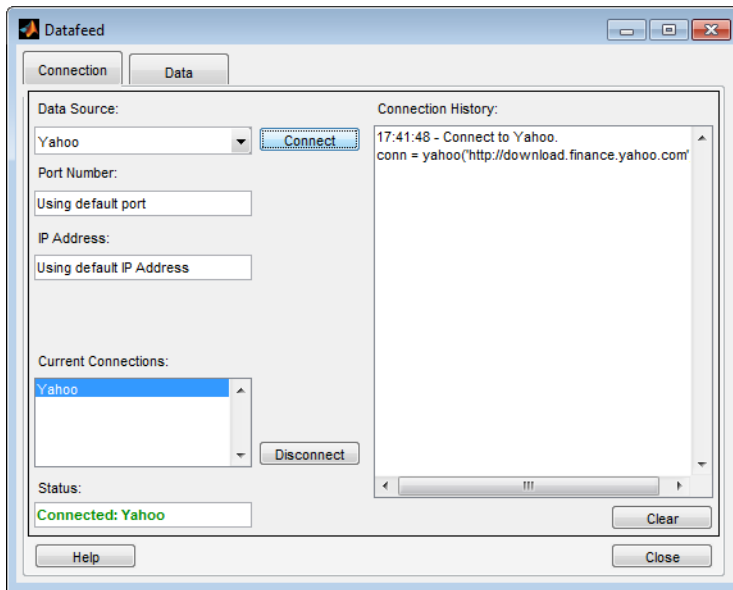 Datafeed
Connection
Data
Data Source:
Yahoo
Connect
Port Number:
Using default port
IP Address:
Using default IP Address
Current Connections:
Yahoo
Disconnect
Status:
Connected: Yahoo
Connection History:
17:41:48 - Connect to Yahoo.
conn = yahoo('http://download.finance.yahoo.com'
Clear
Help
Close